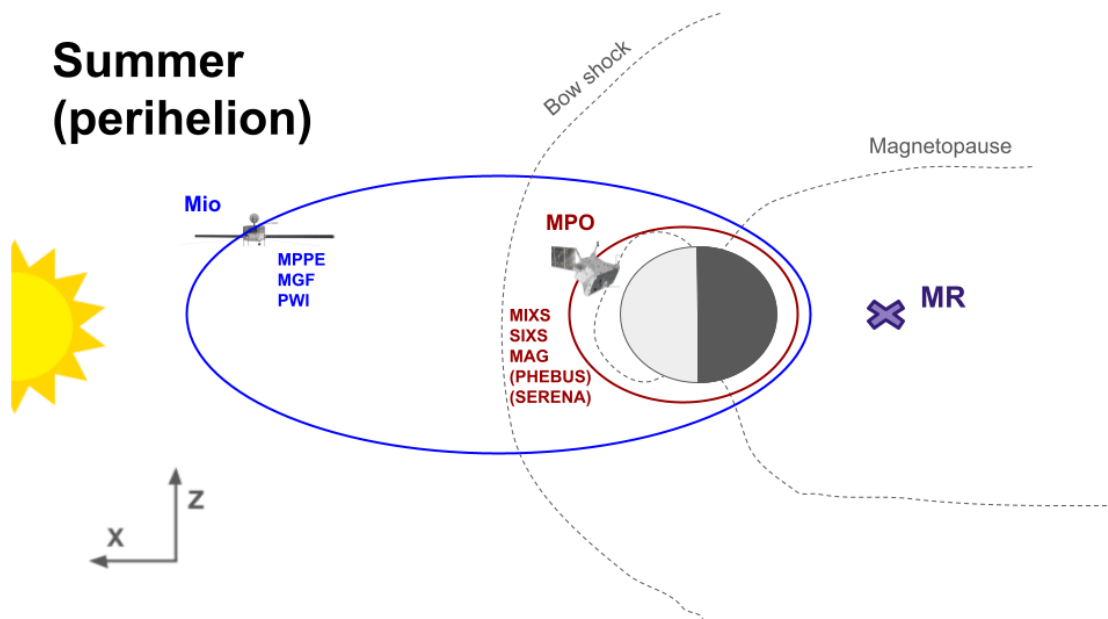 Summer
(perihelion)
Bow shock
Magnetopause
Mio
MPPE
MGF
PWI
MPO
MIXS
SIXS
MAG
(PHEBUS)
(SERENA)
MR
Z
X